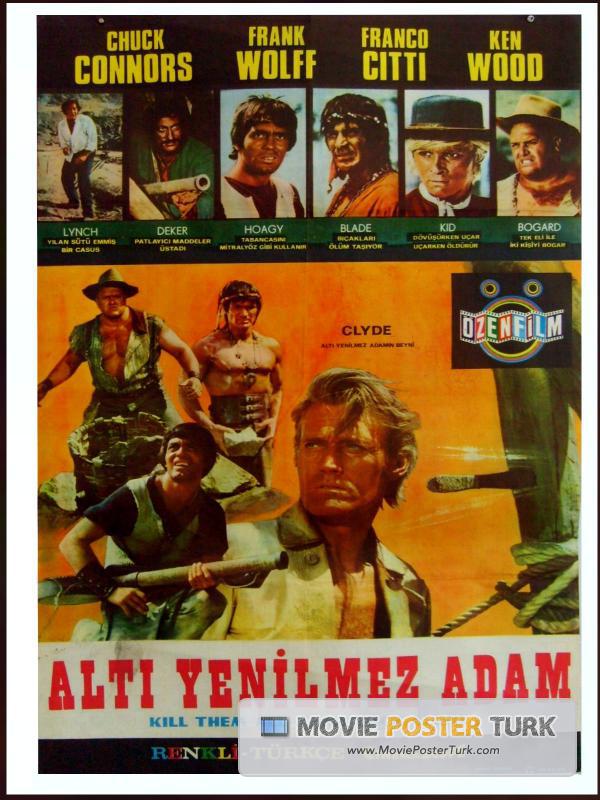 CHUCK
CONNORS
FRANK
WOLFF
FRANCO
CITTI
KEN
WOOD
LYNCH
YILAN SÜTÜ EMMİŞ
BİR CASUS
DEKER
PATLAYICI MADDELER
ÜSTADI
HOAGY
TABANCASINI
MİTRALYÖZ GİBİ KULLANIR
BLADE
BIÇAKLARI
ÖLÜM TAŞIYOR
KID
DÖVÜŞÜRKEN UÇAR
UÇARKEN ÖLDÜRÜR
BOGARD
TEK ELİ İLE
İKİ KİŞİYİ BOĞAR
CLYDE
ALTI YENİLMEZ ADAMIN BEYNİ
ÖZENFİLM
ALTI YENİLMEZ ADAM
KILL THEM
RENKLİ-TÜRKÇE
MOVIE POSTER TURK
www.MoviePosterTurk.com